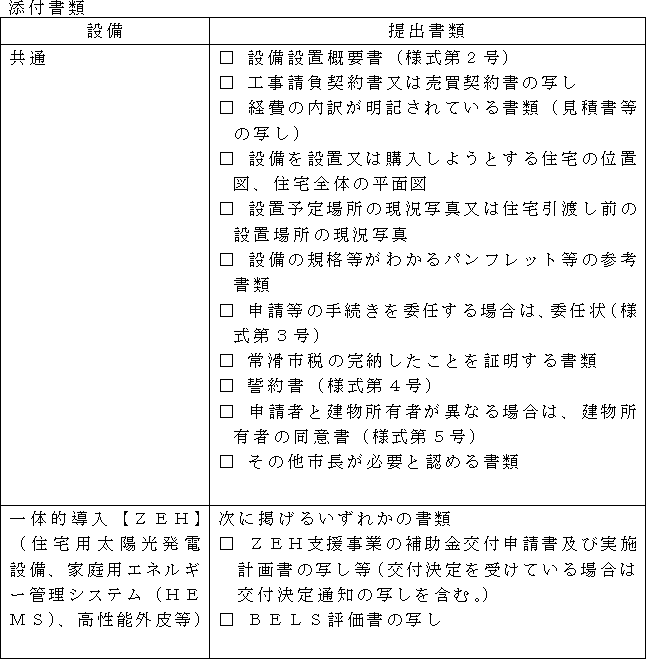 添付書類
設備
提出書類
共通
□ 設備設置概要書（様式第２号）
□ 工事請負契約書又は売買契約書の写し
□ 経費の内訳が明記されている書類（見積書等
の写し）
□ 設備を設置又は購入しようとする住宅の位置
図、住宅全体の平面図
□ 設置予定場所の現況写真又は住宅引渡し前の
設置場所の現況写真
□ 設備の規格等がわかるパンフレット等の参考
書類
□ 申請等の手続きを委任する場合は、委任状（様
式第３号）
□ 常滑市税の完納したことを証明する書類
□ 誓約書（様式第４号）
□ 申請者と建物所有者が異なる場合は、建物所
有者の同意書（様式第５号）
□ その他市長が必要と認める書類
一体的導入【ＺＥＨ】
（住宅用太陽光発電
設備、家庭用エネルギ
ー管理システム（ＨＥ
ＭＳ）、高性能外皮等）
次に掲げるいずれかの書類
□ ＺＥＨ支援事業の補助金交付申請書及び実施
計画書の写し等（交付決定を受けている場合は
交付決定通知の写しを含む。）
□ ＢＥＬＳ評価書の写し